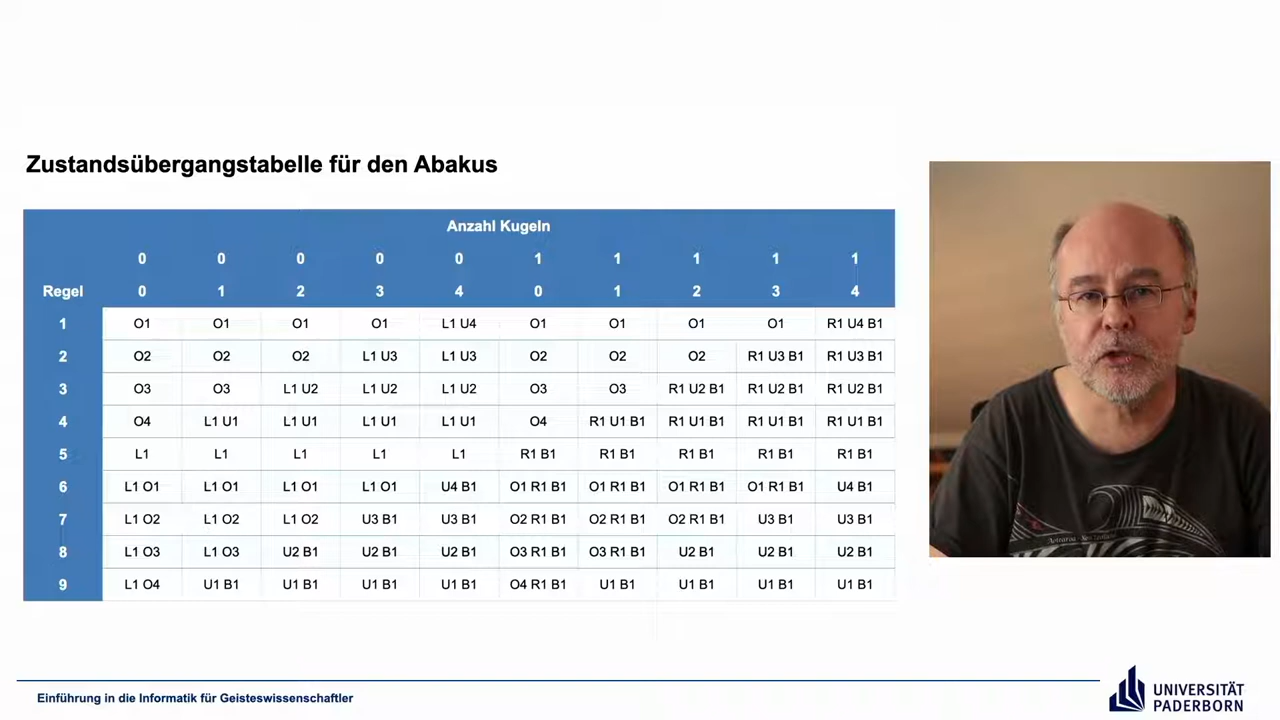 Zustandsübergangstabelle für den Abakus
Anzahl Kugeln
0 0 0 0 0 1 1 1 1 1
Regel 0 1 2 3 4 0 1 2 3 4
1 O1 O1 O1 O1 L1 U4 O1 O1 O1 O1 R1 U4 B1
2 O2 O2 O2 L1 U3 L1 U3 O2 O2 O2 R1 U3 B1 R1 U3 B1
3 O3 O3 L1 U2 L1 U2 L1 U2 O3 O3 R1 U2 B1 R1 U2 B1 R1 U2 B1
4 O4 L1 U1 L1 U1 L1 U1 L1 U1 O4 R1 U1 B1 R1 U1 B1 R1 U1 B1 R1 U1 B1
5 L1 L1 L1 L1 L1 R1 B1 R1 B1 R1 B1 R1 B1 R1 B1
6 L1 O1 L1 O1 L1 O1 L1 O1 U4 B1 O1 R1 B1 O1 R1 B1 O1 R1 B1 O1 R1 B1 U4 B1
7 L1 O2 L1 O2 L1 O2 U3 B1 U3 B1 O2 R1 B1 O2 R1 B1 O2 R1 B1 U3 B1 U3 B1
8 L1 O3 L1 O3 U2 B1 U2 B1 U2 B1 O3 R1 B1 O3 R1 B1 U2 B1 U2 B1 U2 B1
9 L1 O4 U1 B1 U1 B1 U1 B1 U1 B1 O4 R1 B1 U1 B1 U1 B1 U1 B1 U1 B1
Einführung in die Informatik für Geisteswissenschaftler
UNIVERSITÄT
PADERBORN